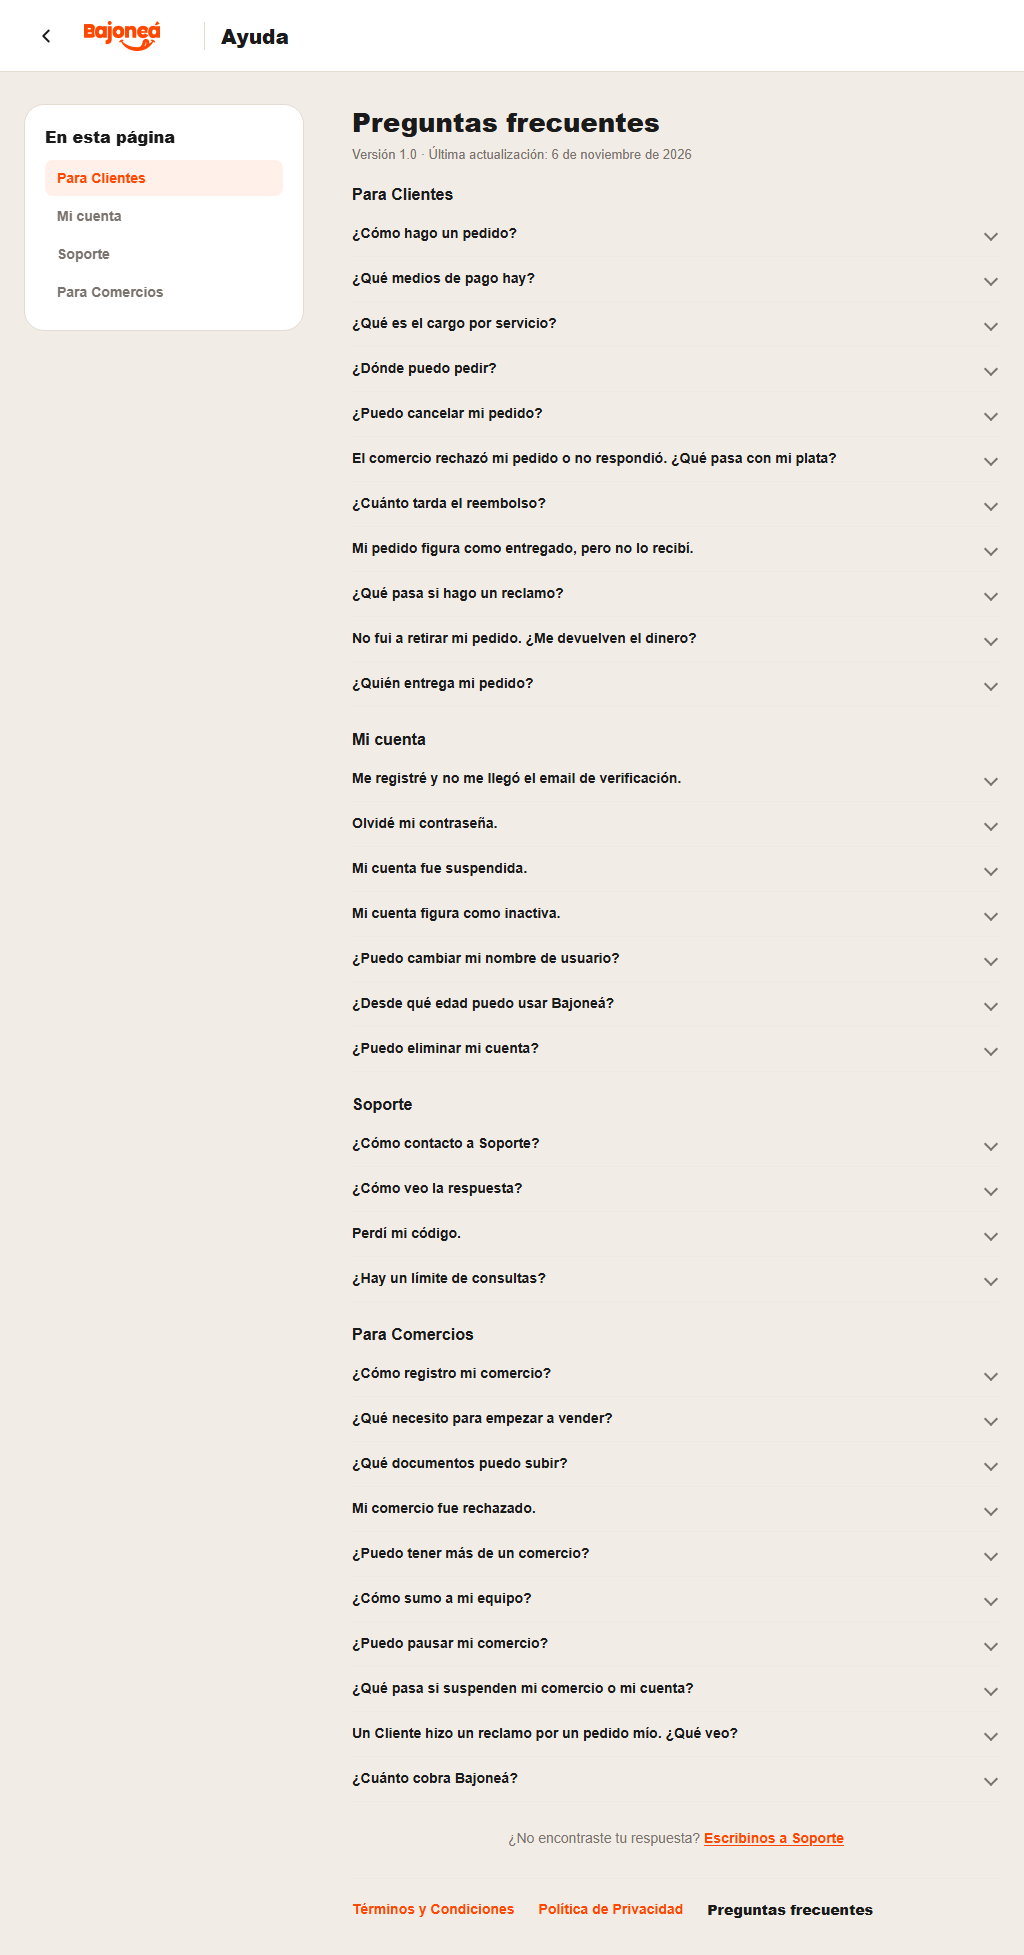 Bajoneá
Ayuda
En esta página
Para Clientes
Mi cuenta
Soporte
Para Comercios
Preguntas frecuentes
Versión 1.0 · Última actualización: 6 de noviembre de 2026
Para Clientes
¿Cómo hago un pedido?
¿Qué medios de pago hay?
¿Qué es el cargo por servicio?
¿Dónde puedo pedir?
¿Puedo cancelar mi pedido?
El comercio rechazó mi pedido o no respondió. ¿Qué pasa con mi plata?
¿Cuánto tarda el reembolso?
Mi pedido figura como entregado, pero no lo recibí.
¿Qué pasa si hago un reclamo?
No fui a retirar mi pedido. ¿Me devuelven el dinero?
¿Quién entrega mi pedido?
Mi cuenta
Me registré y no me llegó el email de verificación.
Olvidé mi contraseña.
Mi cuenta fue suspendida.
Mi cuenta figura como inactiva.
¿Puedo cambiar mi nombre de usuario?
¿Desde qué edad puedo usar Bajoneá?
¿Puedo eliminar mi cuenta?
Soporte
¿Cómo contacto a Soporte?
¿Cómo veo la respuesta?
Perdí mi código.
¿Hay un límite de consultas?
Para Comercios
¿Cómo registro mi comercio?
¿Qué necesito para empezar a vender?
¿Qué documentos puedo subir?
Mi comercio fue rechazado.
¿Puedo tener más de un comercio?
¿Cómo sumo a mi equipo?
¿Puedo pausar mi comercio?
¿Qué pasa si suspenden mi comercio o mi cuenta?
Un Cliente hizo un reclamo por un pedido mío. ¿Qué veo?
¿Cuánto cobra Bajoneá?
¿No encontraste tu respuesta? Escribinos a Soporte
Términos y Condiciones Política de Privacidad Preguntas frecuentes